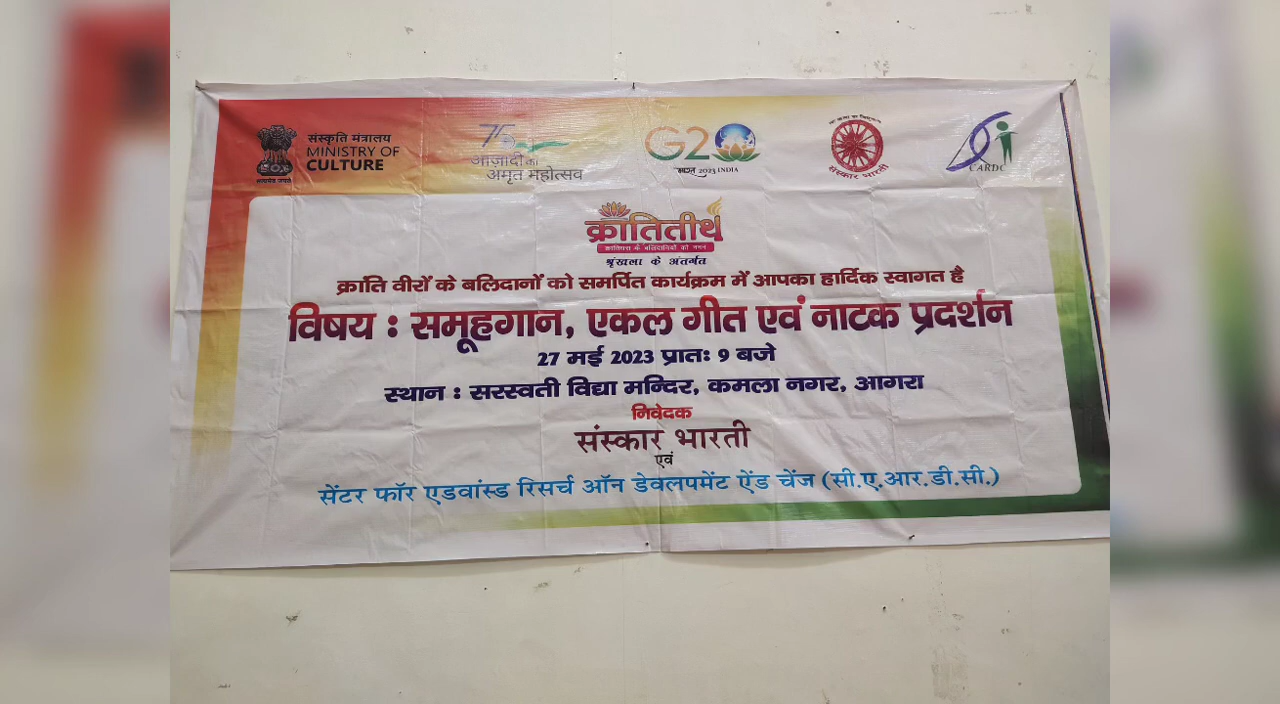 संस्कृति मंत्रालय
MINISTRY OF
CULTURE
75
आज़ादी का
अमृत महोत्सव
G20
भारत 2023 INDIA
संस्कार भारती
CARDC
क्रांतितीर्थ
श्रृंखला के अंतर्गत
क्रांति वीरों के बलिदानों को समर्पित कार्यक्रम में आपका हार्दिक स्वागत है
विषय : समूहगान, एकल गीत एवं नाटक प्रदर्शन
27 मई 2023 प्रातः 9 बजे
स्थान : सरस्वती विद्या मन्दिर, कमला नगर, आगरा
निवेदक
संस्कार भारती
एवं
सेंटर फॉर एडवांस्ड रिसर्च ऑन डेवलपमेंट ऐंड चेंज (सी.ए.आर.डी.सी.)